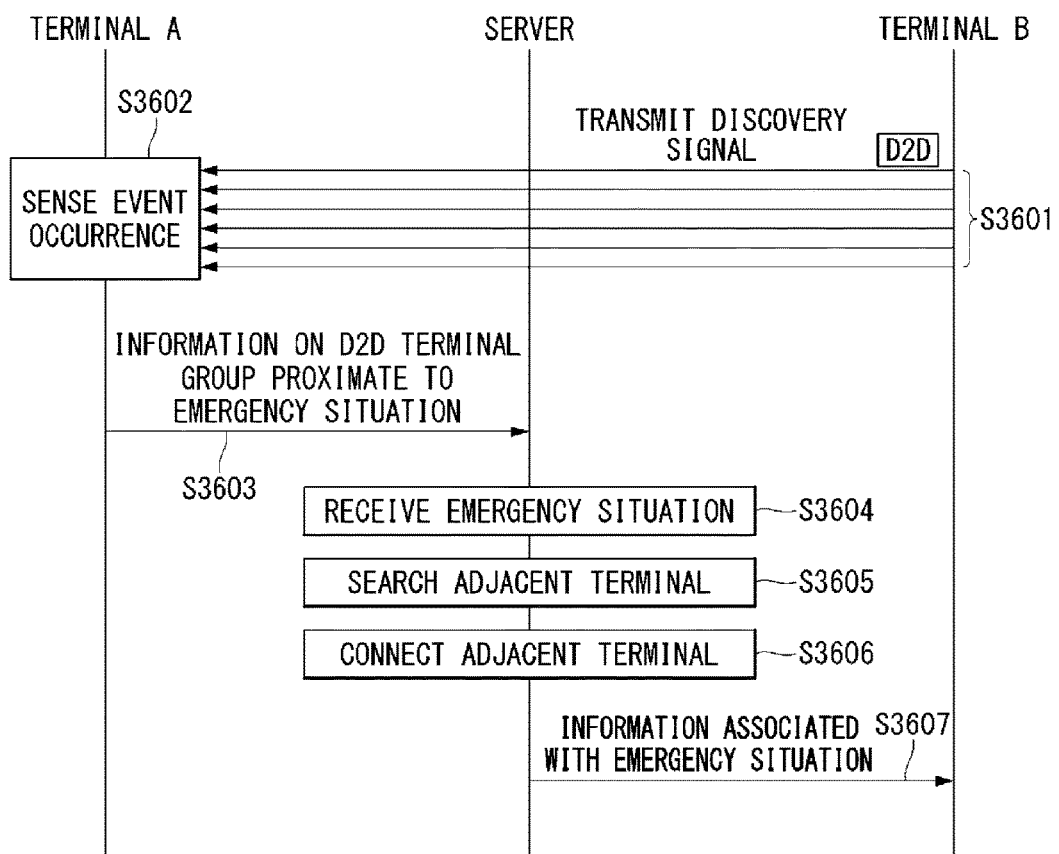 TERMINAL A
SERVER
TERMINAL B
S3602
TRANSMIT DISCOVERY
SIGNAL
D2D
SENSE EVENT
OCCURRENCE
S3601
INFORMATION ON D2D TERMINAL
GROUP PROXIMATE TO
EMERGENCY SITUATION
S3603
RECEIVE EMERGENCY SITUATION
S3604
SEARCH ADJACENT TERMINAL
S3605
CONNECT ADJACENT TERMINAL
S3606
INFORMATION ASSOCIATED
WITH EMERGENCY SITUATION
S3607